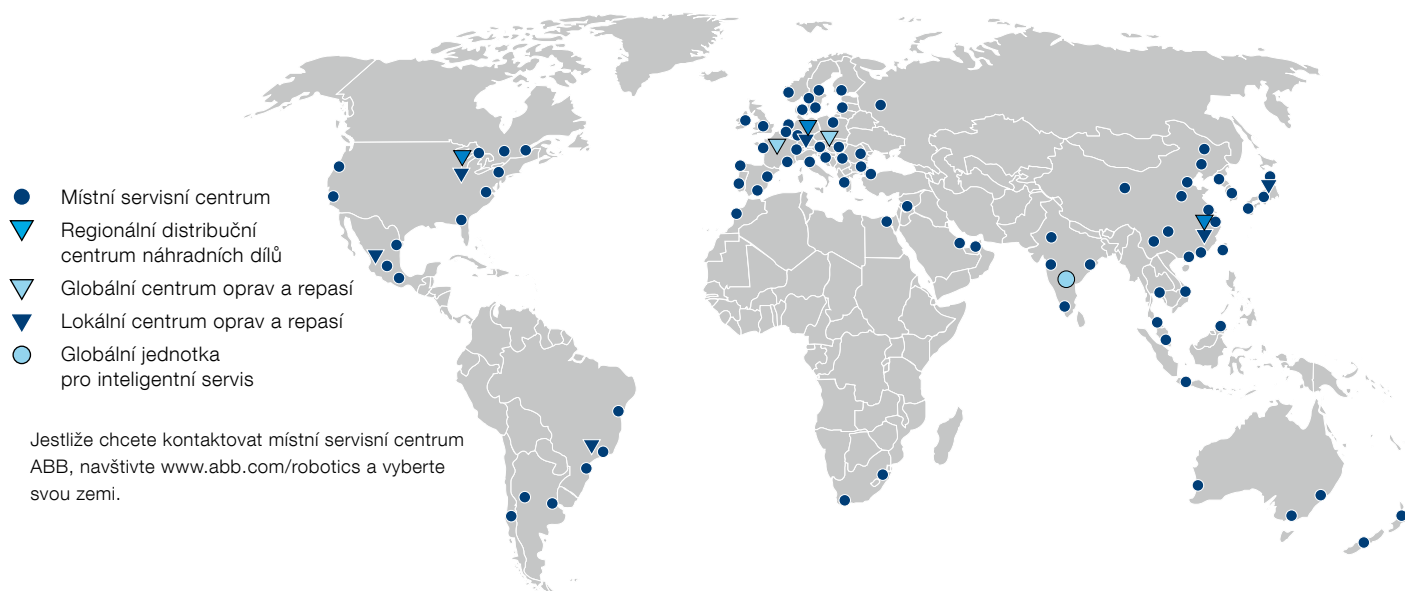 Místní servisní centrum
Regionální distribuční
centrum náhradních dílů
Globální centrum oprav a repasí
Lokální centrum oprav a repasí
Globální jednotka
pro inteligentní servis
Jestliže chcete kontaktovat místní servisní centrum
ABB, navštivte www.abb.com/robotics a vyberte
svou zemi.